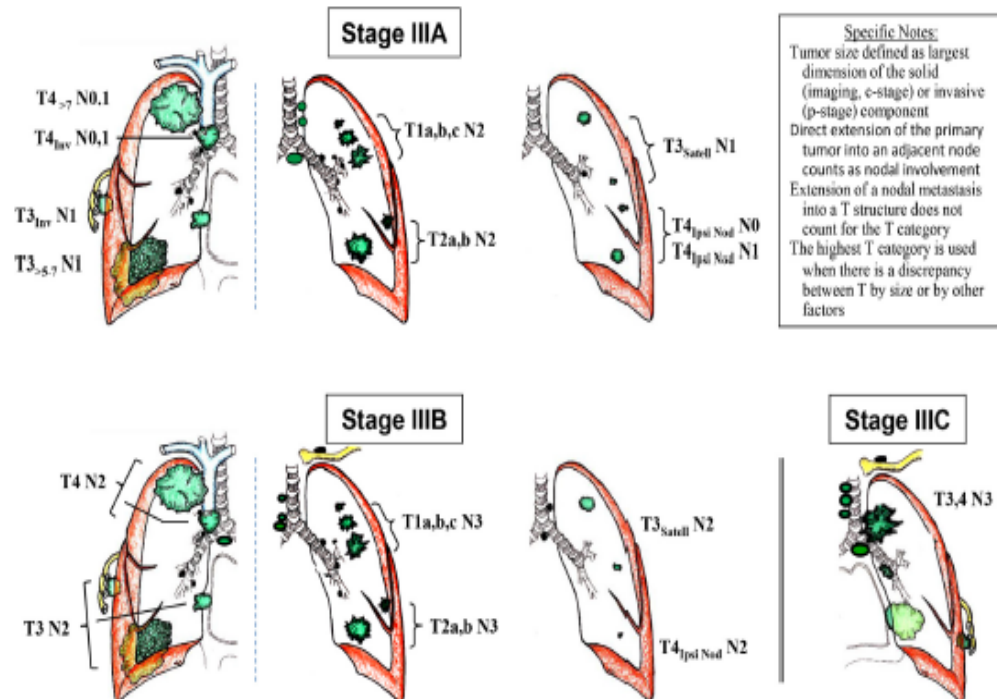 Stage IIIA
T4>7 N0,1
T4Inv N0,1
T3Inv N1
T3>5-7 N1
T1a,b,c N2
T2a,b N2
T3Satell N1
T4Ipsi Nod N0
T4Ipsi Nod N1
Specific Notes:
Tumor size defined as largest
dimension of the solid
(imaging, c-stage) or invasive
(p-stage) component
Direct extension of the primary
tumor into an adjacent node
counts as nodal involvement
Extension of a nodal metastasis
into a T structure does not
count for the T category
The highest T category is used
when there is a discrepancy
between T by size or by other
factors
Stage IIIB
T4 N2
T3 N2
T1a,b,c N3
T2a,b N3
T3Satell N2
T4Ipsi Nod N2
Stage IIIC
T3,4 N3